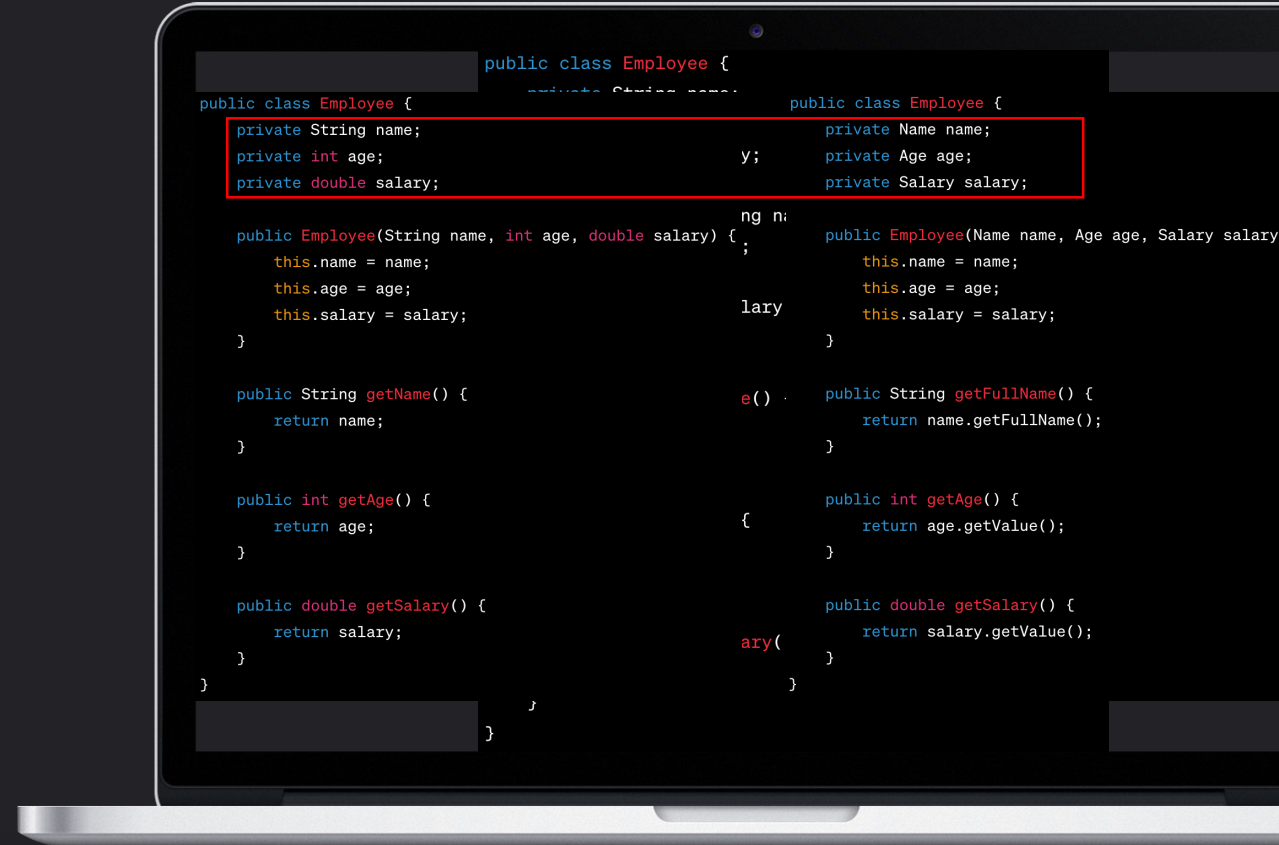 public class Employee {
public class Employee {
private String name;
private int age;
private double salary;
public Employee(String name, int age, double salary) {
this.name = name;
this.age = age;
this.salary = salary;
}
public String getName() {
return name;
}
public int getAge() {
return age;
}
public double getSalary() {
return salary;
}
}
}
y;
ng
;
lary
e()
{
ary(
public class Employee {
private Name name;
private Age age;
private Salary salary;
public Employee(Name name, Age age, Salary salary
this.name = name;
this.age = age;
this.salary = salary;
}
public String getFullName() {
return name.getFullName();
}
public int getAge() {
return age.getValue();
}
public double getSalary() {
return salary.getValue();
}
}